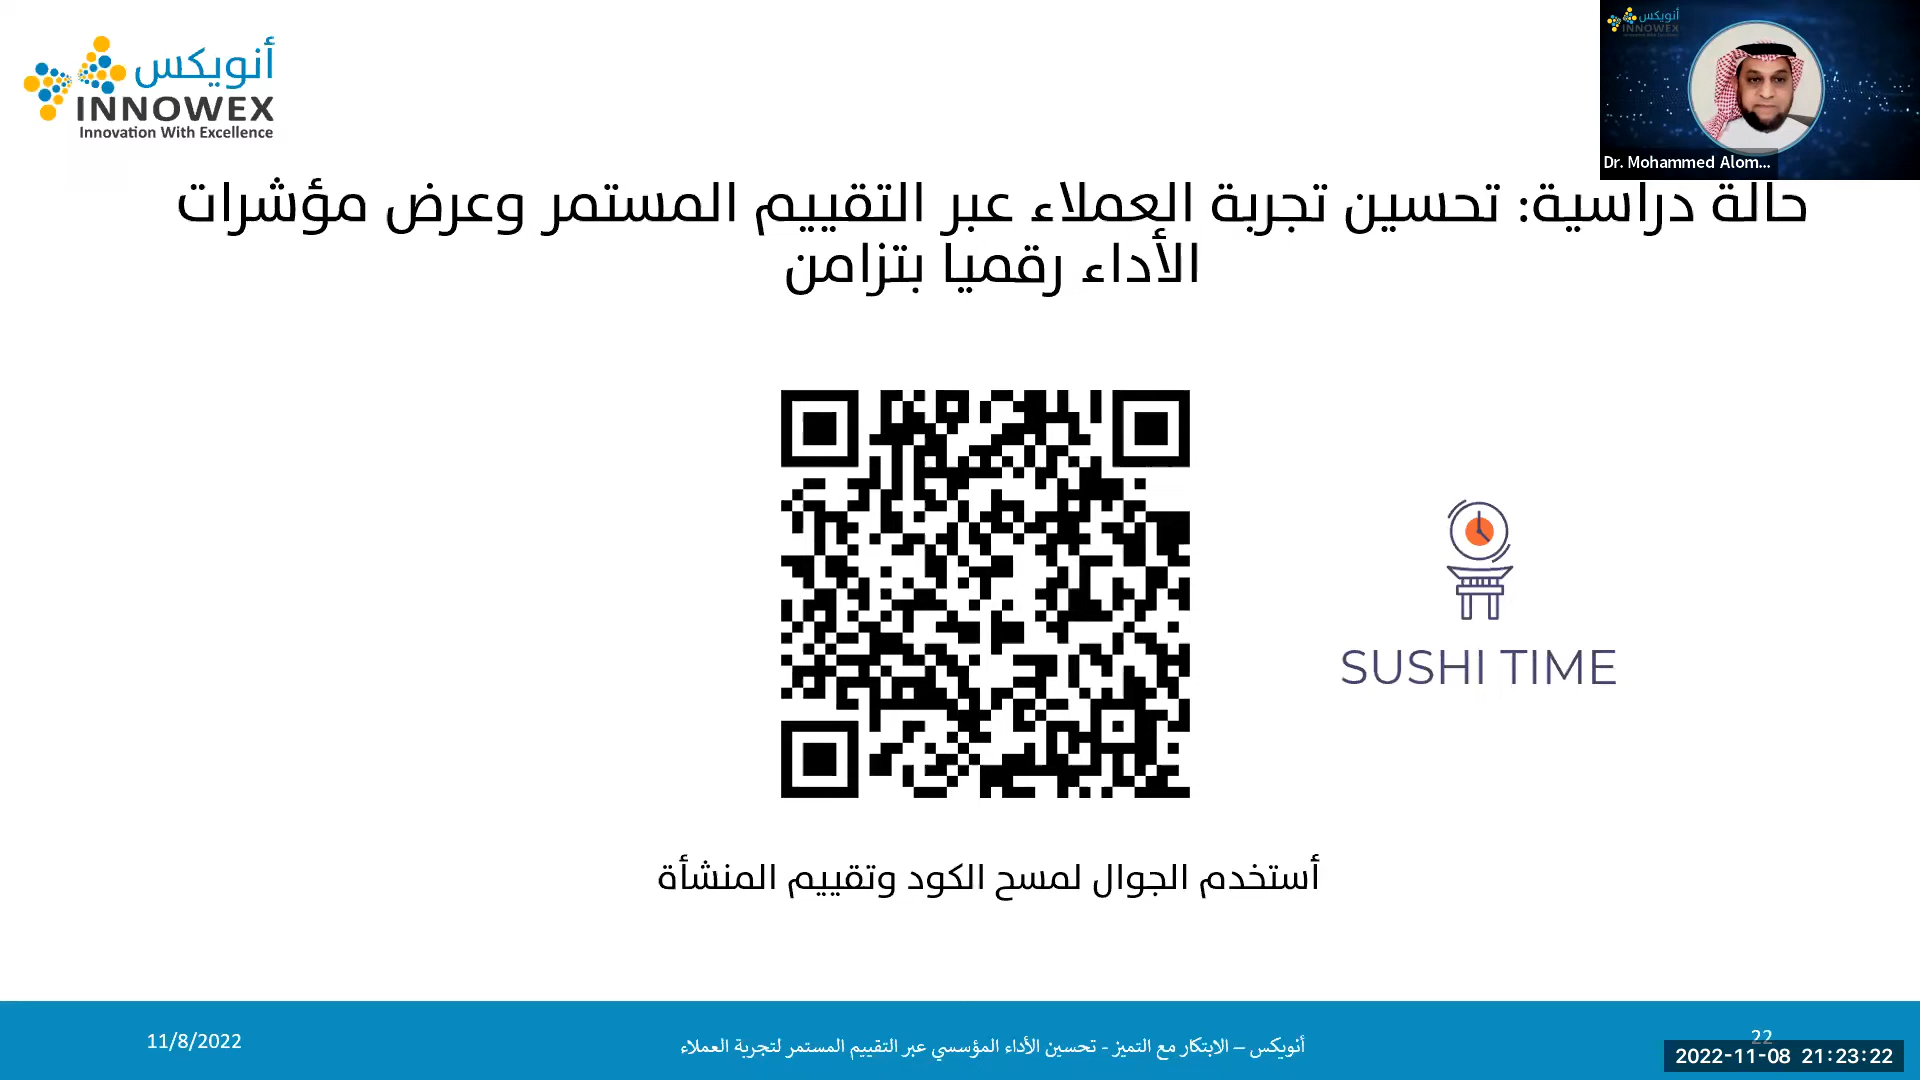 أنويكس
INNOWEX
Innovation With Excellence
أنويكس
INNOWEX
Dr. Mohammed Alom...
حالة دراسية: تحسين تجربة العملاء عبر التقييم المستمر وعرض مؤشرات
الأداء رقميا بتزامن
SUSHI TIME
أستخدم الجوال لمسح الكود وتقييم المنشأة
11/8/2022
أنويكس – الابتكار مع التميز - تحسين الأداء المؤسسي عبر التقييم المستمر لتجربة العملاء
22
2022-11-08 21:23:22